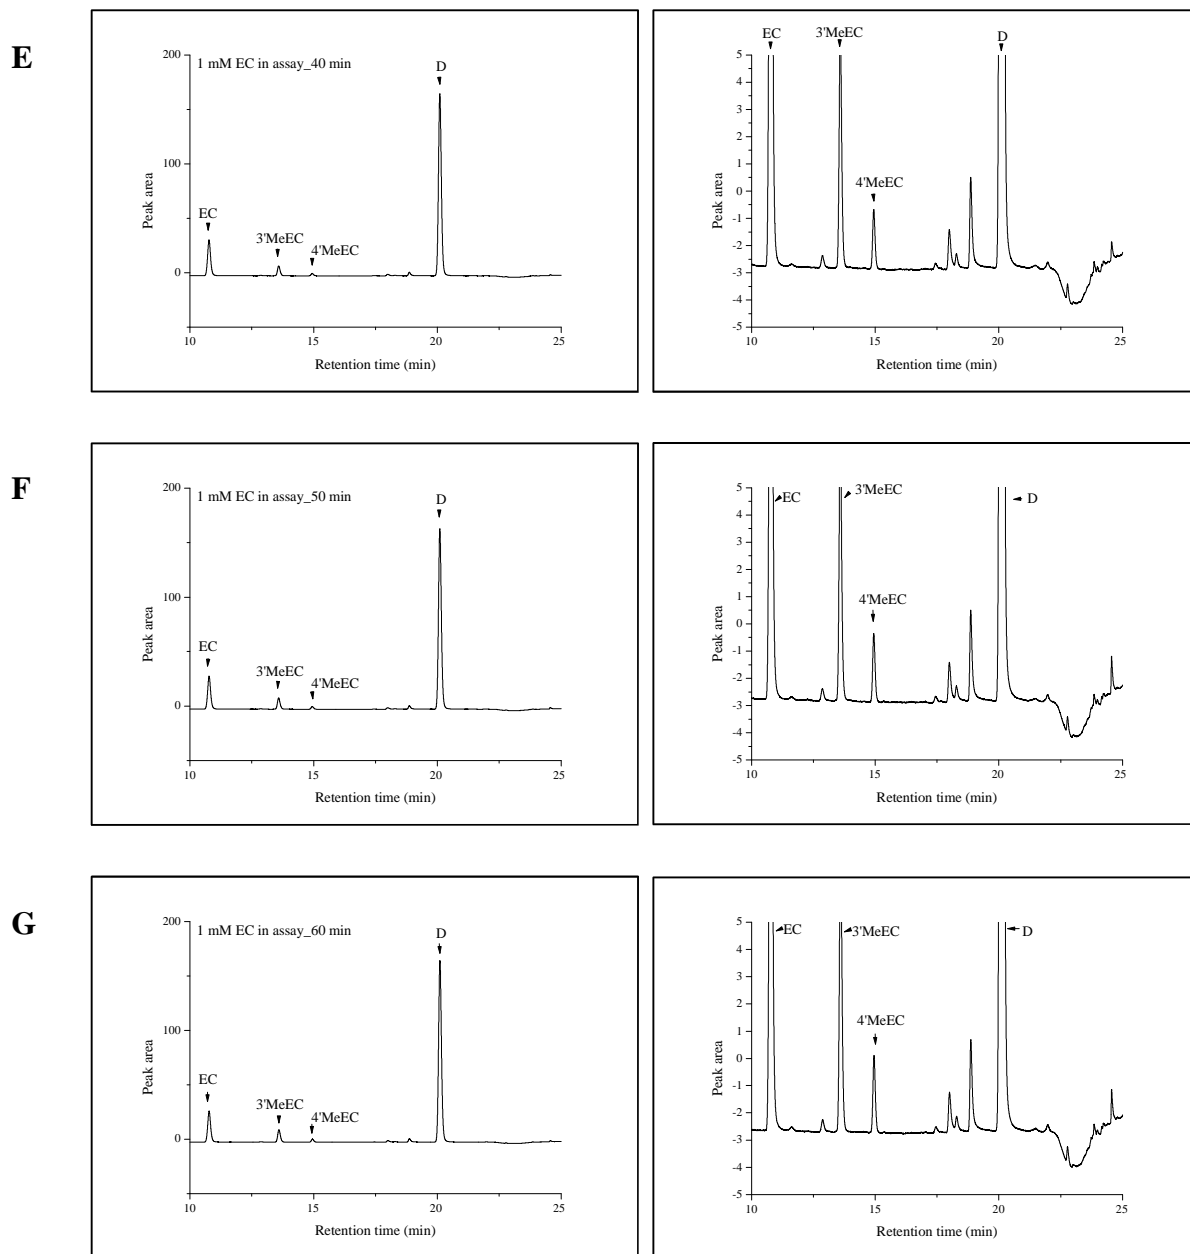 E
200
100
0
10
15
20
25
Peak area
Retention time (min)
1 mM EC in assay_40 min
EC
3'MeEC
4'MeEC
D
5
4
3
2
1
0
-1
-2
-3
-4
-5
10
15
20
25
Peak area
Retention time (min)
EC
3'MeEC
4'MeEC
D
F
200
100
0
10
15
20
25
Peak area
Retention time (min)
1 mM EC in assay_50 min
EC
3'MeEC
4'MeEC
D
5
4
3
2
1
0
-1
-2
-3
-4
-5
10
15
20
25
Peak area
Retention time (min)
EC
3'MeEC
4'MeEC
D
G
200
100
0
10
15
20
25
Peak area
Retention time (min)
1 mM EC in assay_60 min
EC
3'MeEC
4'MeEC
D
5
4
3
2
1
0
-1
-2
-3
-4
-5
10
15
20
25
Peak area
Retention time (min)
EC
3'MeEC
4'MeEC
D